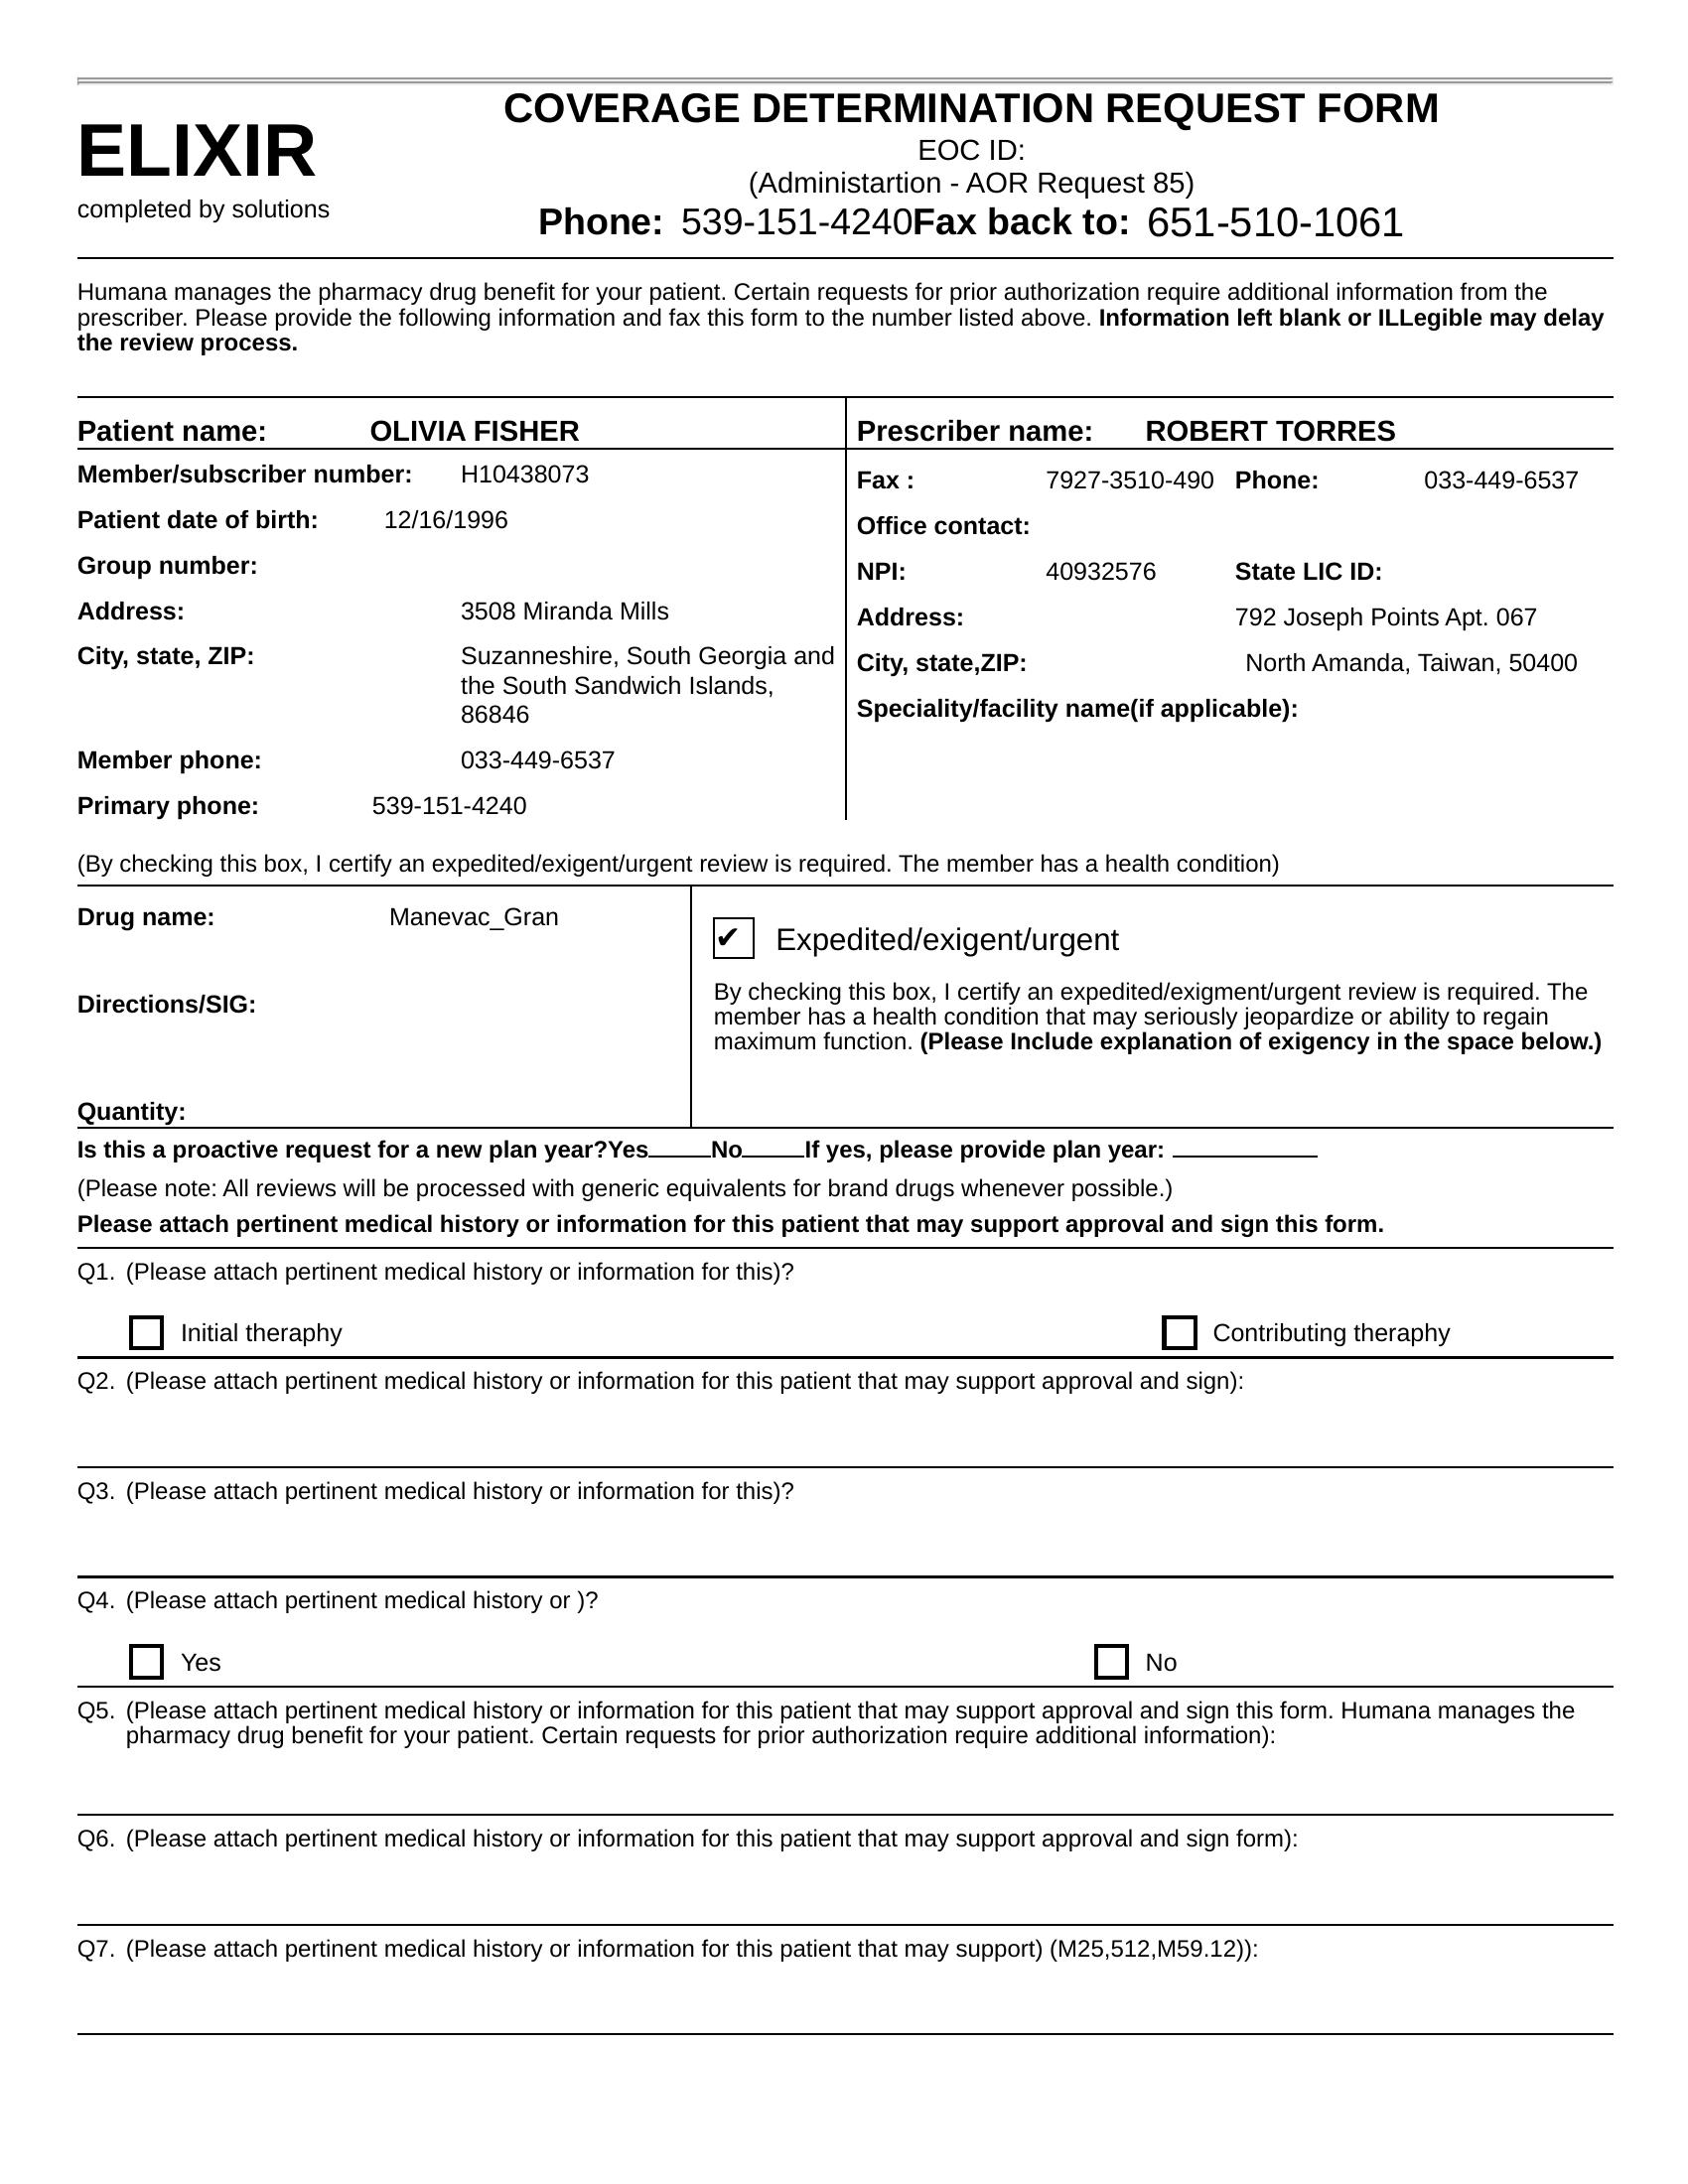 COVERAGE DETERMINATION REQUEST FORM
ELIXIR
completed by solutions
EOC ID:
(Administartion - AOR Request 85)
Phone: 539-151-4240Fax back to: 651-510-1061
Humana manages the pharmacy drug benefit for your patient. Certain requests for prior authorization require additional information from the
prescriber. Please provide the following information and fax this form to the number listed above. Information left blank or ILLegible may delay
the review process.
Patient name: OLIVIA FISHER
Member/subscriber number: H10438073
Patient date of birth: 12/16/1996
Group number:
Address: 3508 Miranda Mills
City, state, ZIP: Suzanneshire, South Georgia and
the South Sandwich Islands,
86846
Member phone: 033-449-6537
Primary phone: 539-151-4240
Prescriber name: ROBERT TORRES
Fax : 7927-3510-490 Phone: 033-449-6537
Office contact:
NPI: 40932576 State LIC ID:
Address: 792 Joseph Points Apt. 067
City, state,ZIP: North Amanda, Taiwan, 50400
Speciality/facility name(if applicable):
(By checking this box, I certify an expedited/exigent/urgent review is required. The member has a health condition)
Drug name: Manevac_Gran
Directions/SIG:
Quantity:
✔ Expedited/exigent/urgent
By checking this box, I certify an expedited/exigment/urgent review is required. The
member has a health condition that may seriously jeopardize or ability to regain
maximum function. (Please Include explanation of exigency in the space below.)
Is this a proactive request for a new plan year?Yes____No____If yes, please provide plan year: __________
(Please note: All reviews will be processed with generic equivalents for brand drugs whenever possible.)
Please attach pertinent medical history or information for this patient that may support approval and sign this form.
Q1. (Please attach pertinent medical history or information for this)?
Initial theraphy Contributing theraphy
Q2. (Please attach pertinent medical history or information for this patient that may support approval and sign):
Q3. (Please attach pertinent medical history or information for this)?
Q4. (Please attach pertinent medical history or )?
Yes No
Q5. (Please attach pertinent medical history or information for this patient that may support approval and sign this form. Humana manages the
pharmacy drug benefit for your patient. Certain requests for prior authorization require additional information):
Q6. (Please attach pertinent medical history or information for this patient that may support approval and sign form):
Q7. (Please attach pertinent medical history or information for this patient that may support) (M25,512,M59.12)):